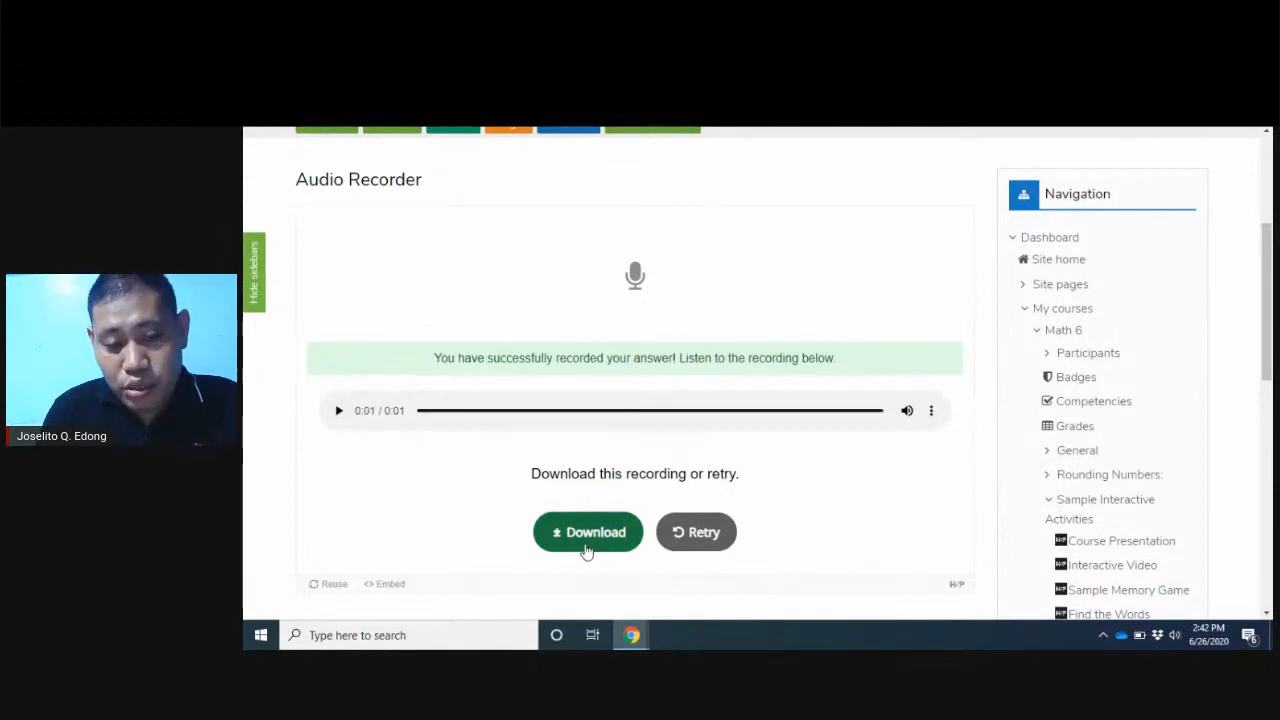 Audio Recorder
Hide sidebars
You have successfully recorded your answer! Listen to the recording below.
0:01 / 0:01
Download this recording or retry.
Download
Retry
Reuse
Embed
H5P
Navigation
Dashboard
Site home
Site pages
My courses
Math 6
Participants
Badges
Competencies
Grades
General
Rounding Numbers:
Sample Interactive
Activities
Course Presentation
Interactive Video
Sample Memory Game
Find the Words
Joselito Q. Edong
Type here to search
2:42 PM
6/26/2020
6